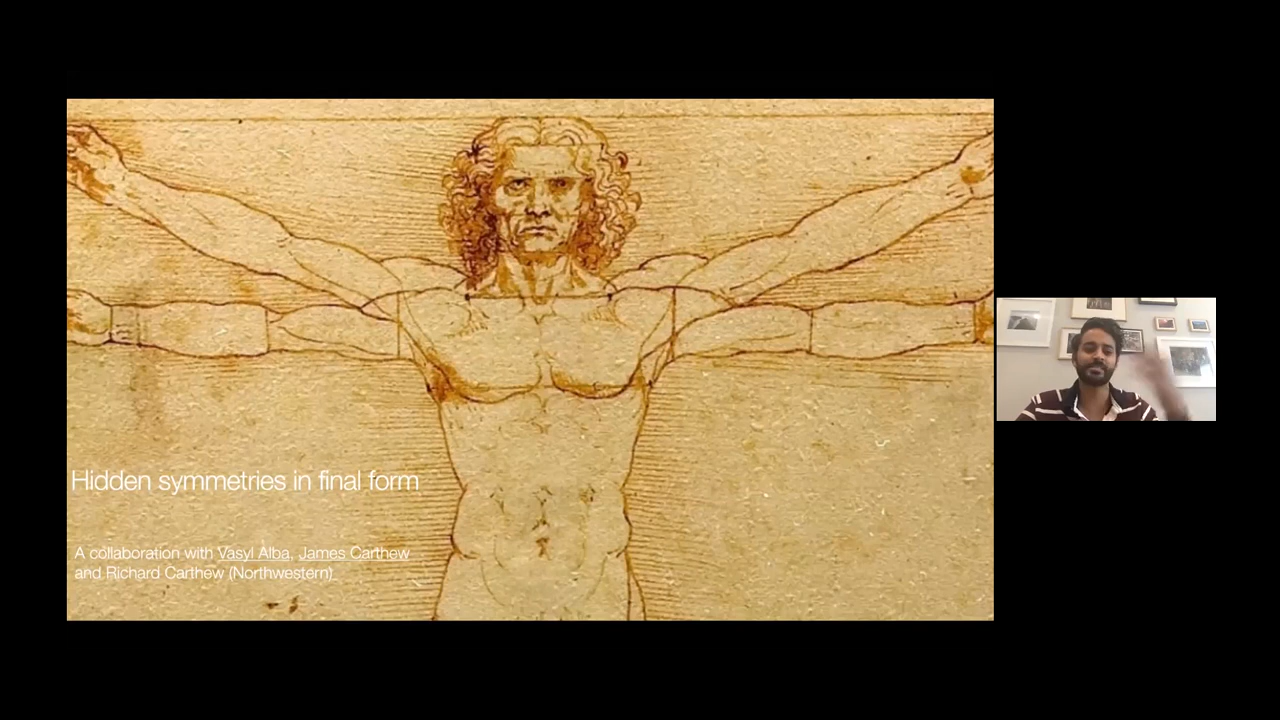 Hidden symmetries in final form
A collaboration with Vasyl Alba, James Carthew
and Richard Carthew (Northwestern)